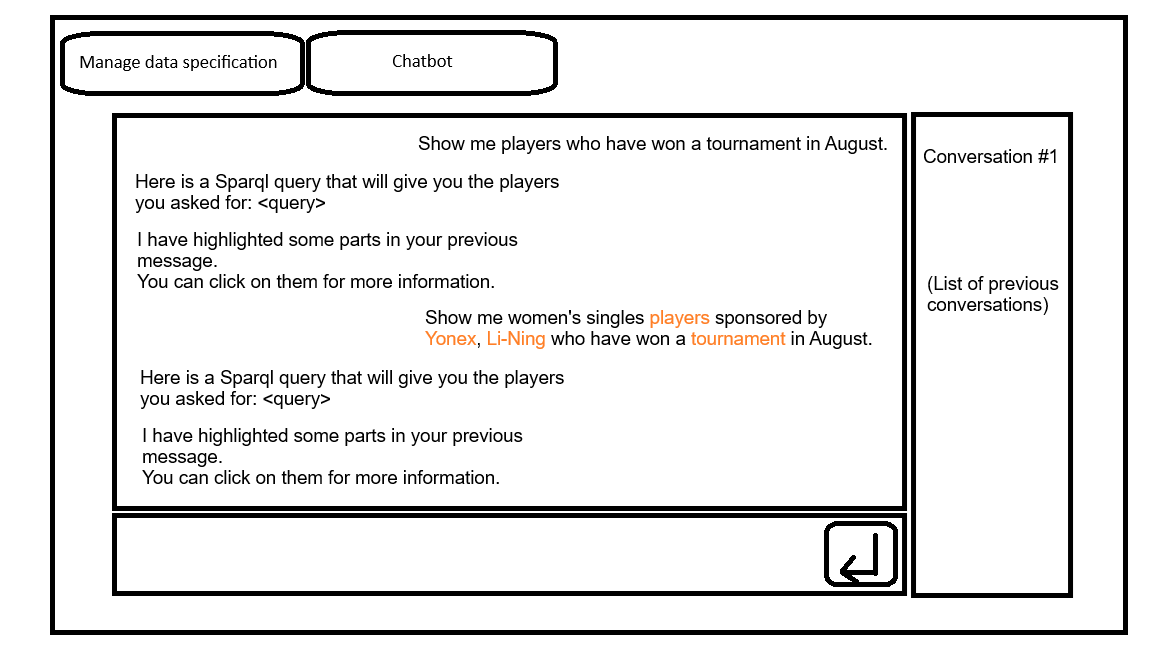 Manage data specification
Chatbot
Show me players who have won a tournament in August.
Here is a Sparql query that will give you the players
you asked for: <query>
I have highlighted some parts in your previous
message.
You can click on them for more information.
Show me women's singles players sponsored by
Yonex, Li-Ning who have won a tournament in August.
Here is a Sparql query that will give you the players
you asked for: <query>
I have highlighted some parts in your previous
message.
You can click on them for more information.
Conversation #1
(List of previous
conversations)